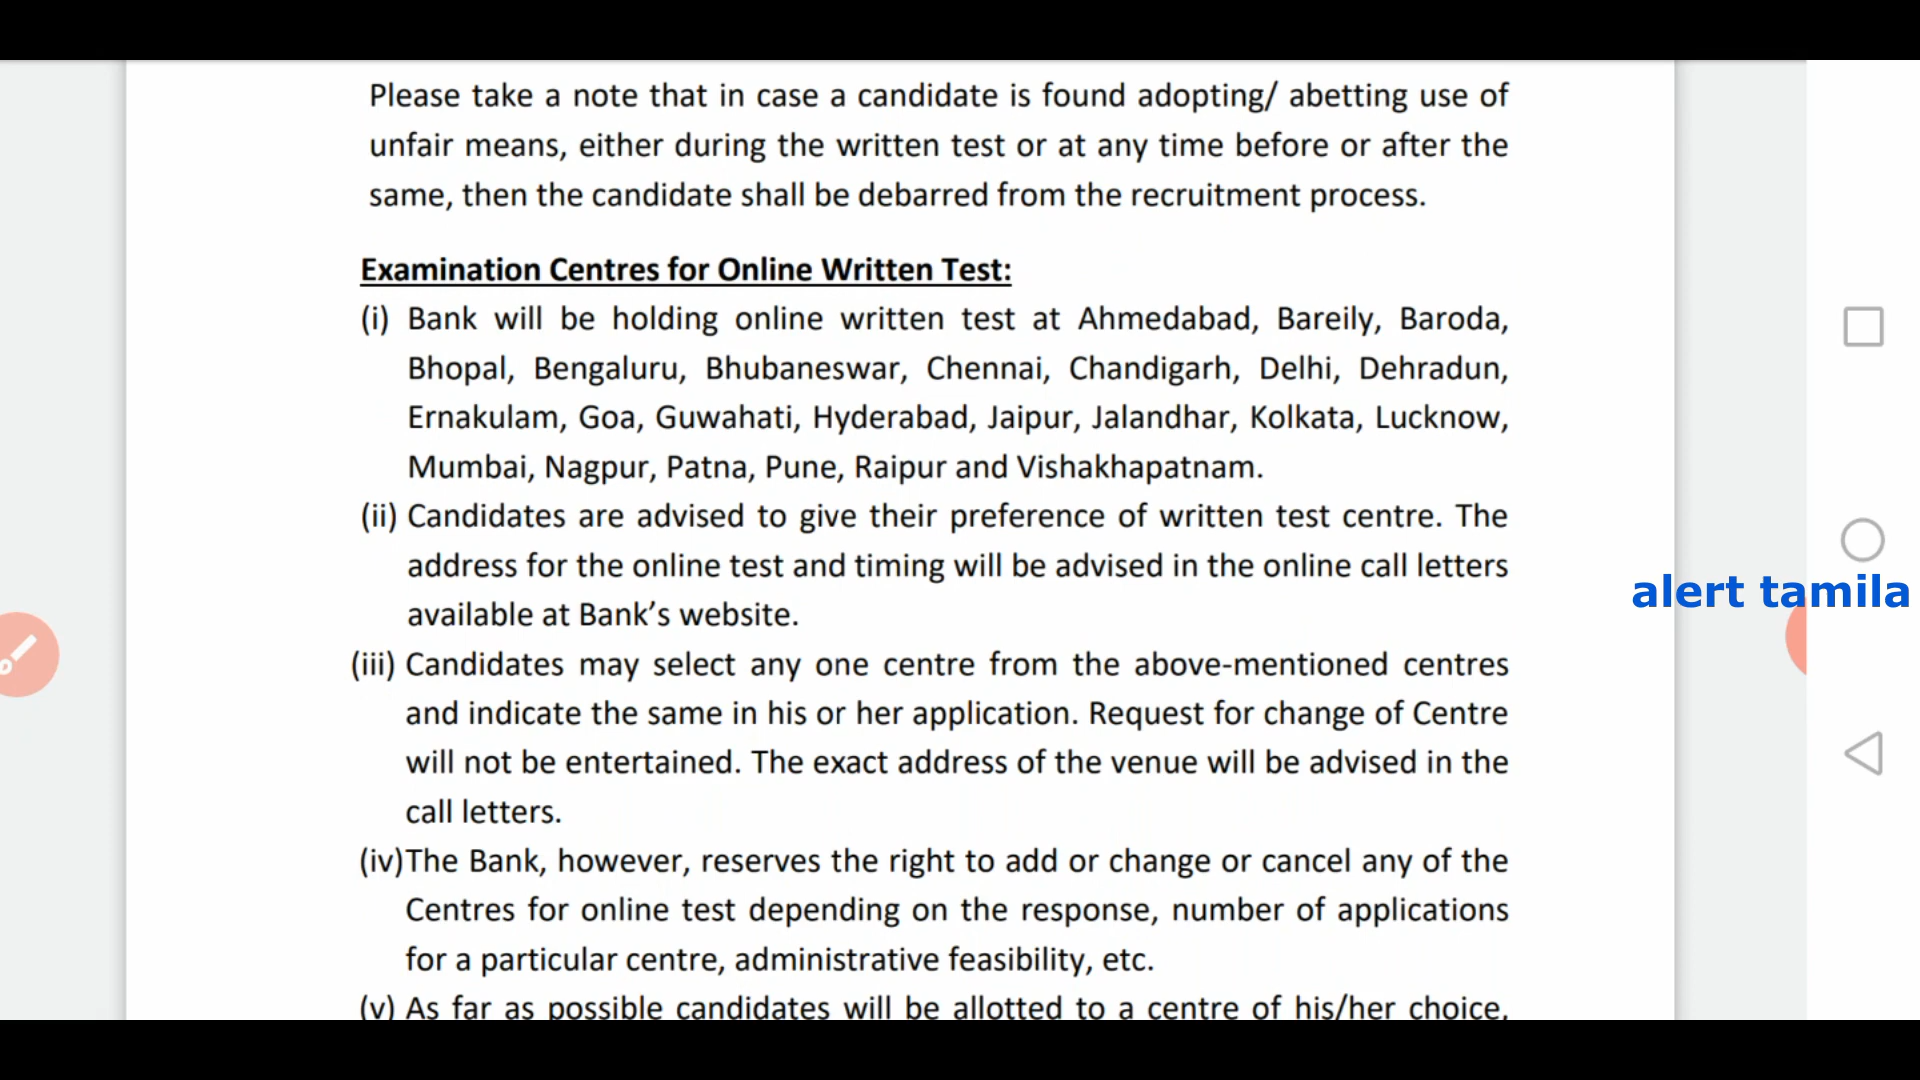 Please take a note that in case a candidate is found adopting/ abetting use of
unfair means, either during the written test or at any time before or after the
same, then the candidate shall be debarred from the recruitment process.
Examination Centres for Online Written Test:
(i) Bank will be holding online written test at Ahmedabad, Bareily, Baroda,
Bhopal, Bengaluru, Bhubaneswar, Chennai, Chandigarh, Delhi, Dehradun,
Ernakulam, Goa, Guwahati, Hyderabad, Jaipur, Jalandhar, Kolkata, Lucknow,
Mumbai, Nagpur, Patna, Pune, Raipur and Vishakhapatnam.
(ii) Candidates are advised to give their preference of written test centre. The
address for the online test and timing will be advised in the online call letters
available at Bank’s website.
(iii) Candidates may select any one centre from the above-mentioned centres
and indicate the same in his or her application. Request for change of Centre
will not be entertained. The exact address of the venue will be advised in the
call letters.
(iv)The Bank, however, reserves the right to add or change or cancel any of the
Centres for online test depending on the response, number of applications
for a particular centre, administrative feasibility, etc.
(v) As far as possible candidates will be allotted to a centre of his/her choice,
alert tamila